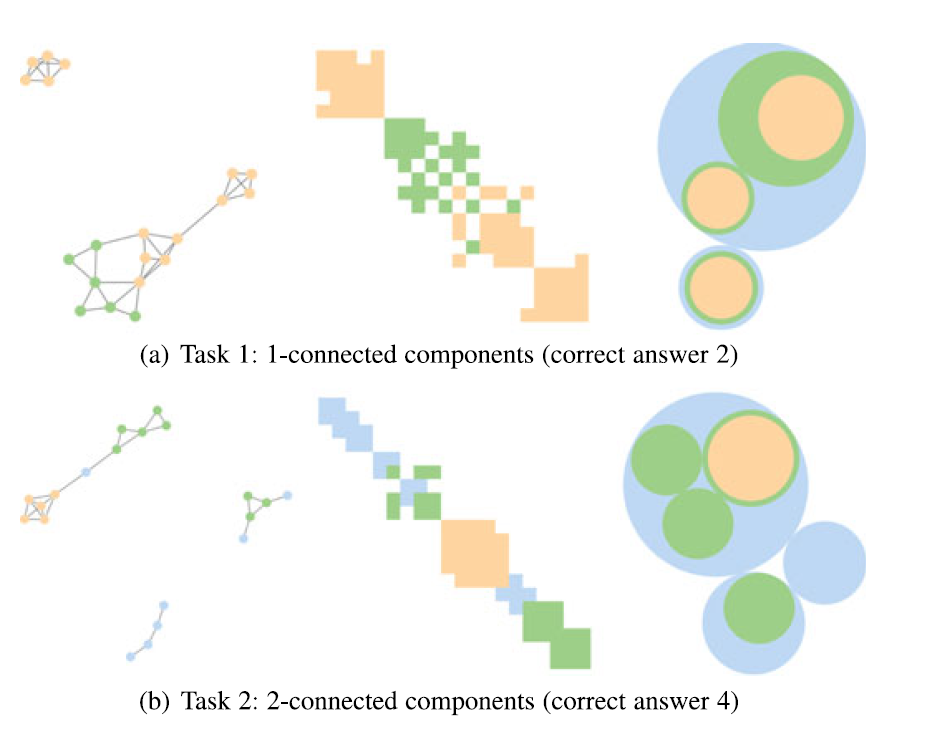 (a) Task 1: 1-connected components (correct answer 2)
(b) Task 2: 2-connected components (correct answer 4)